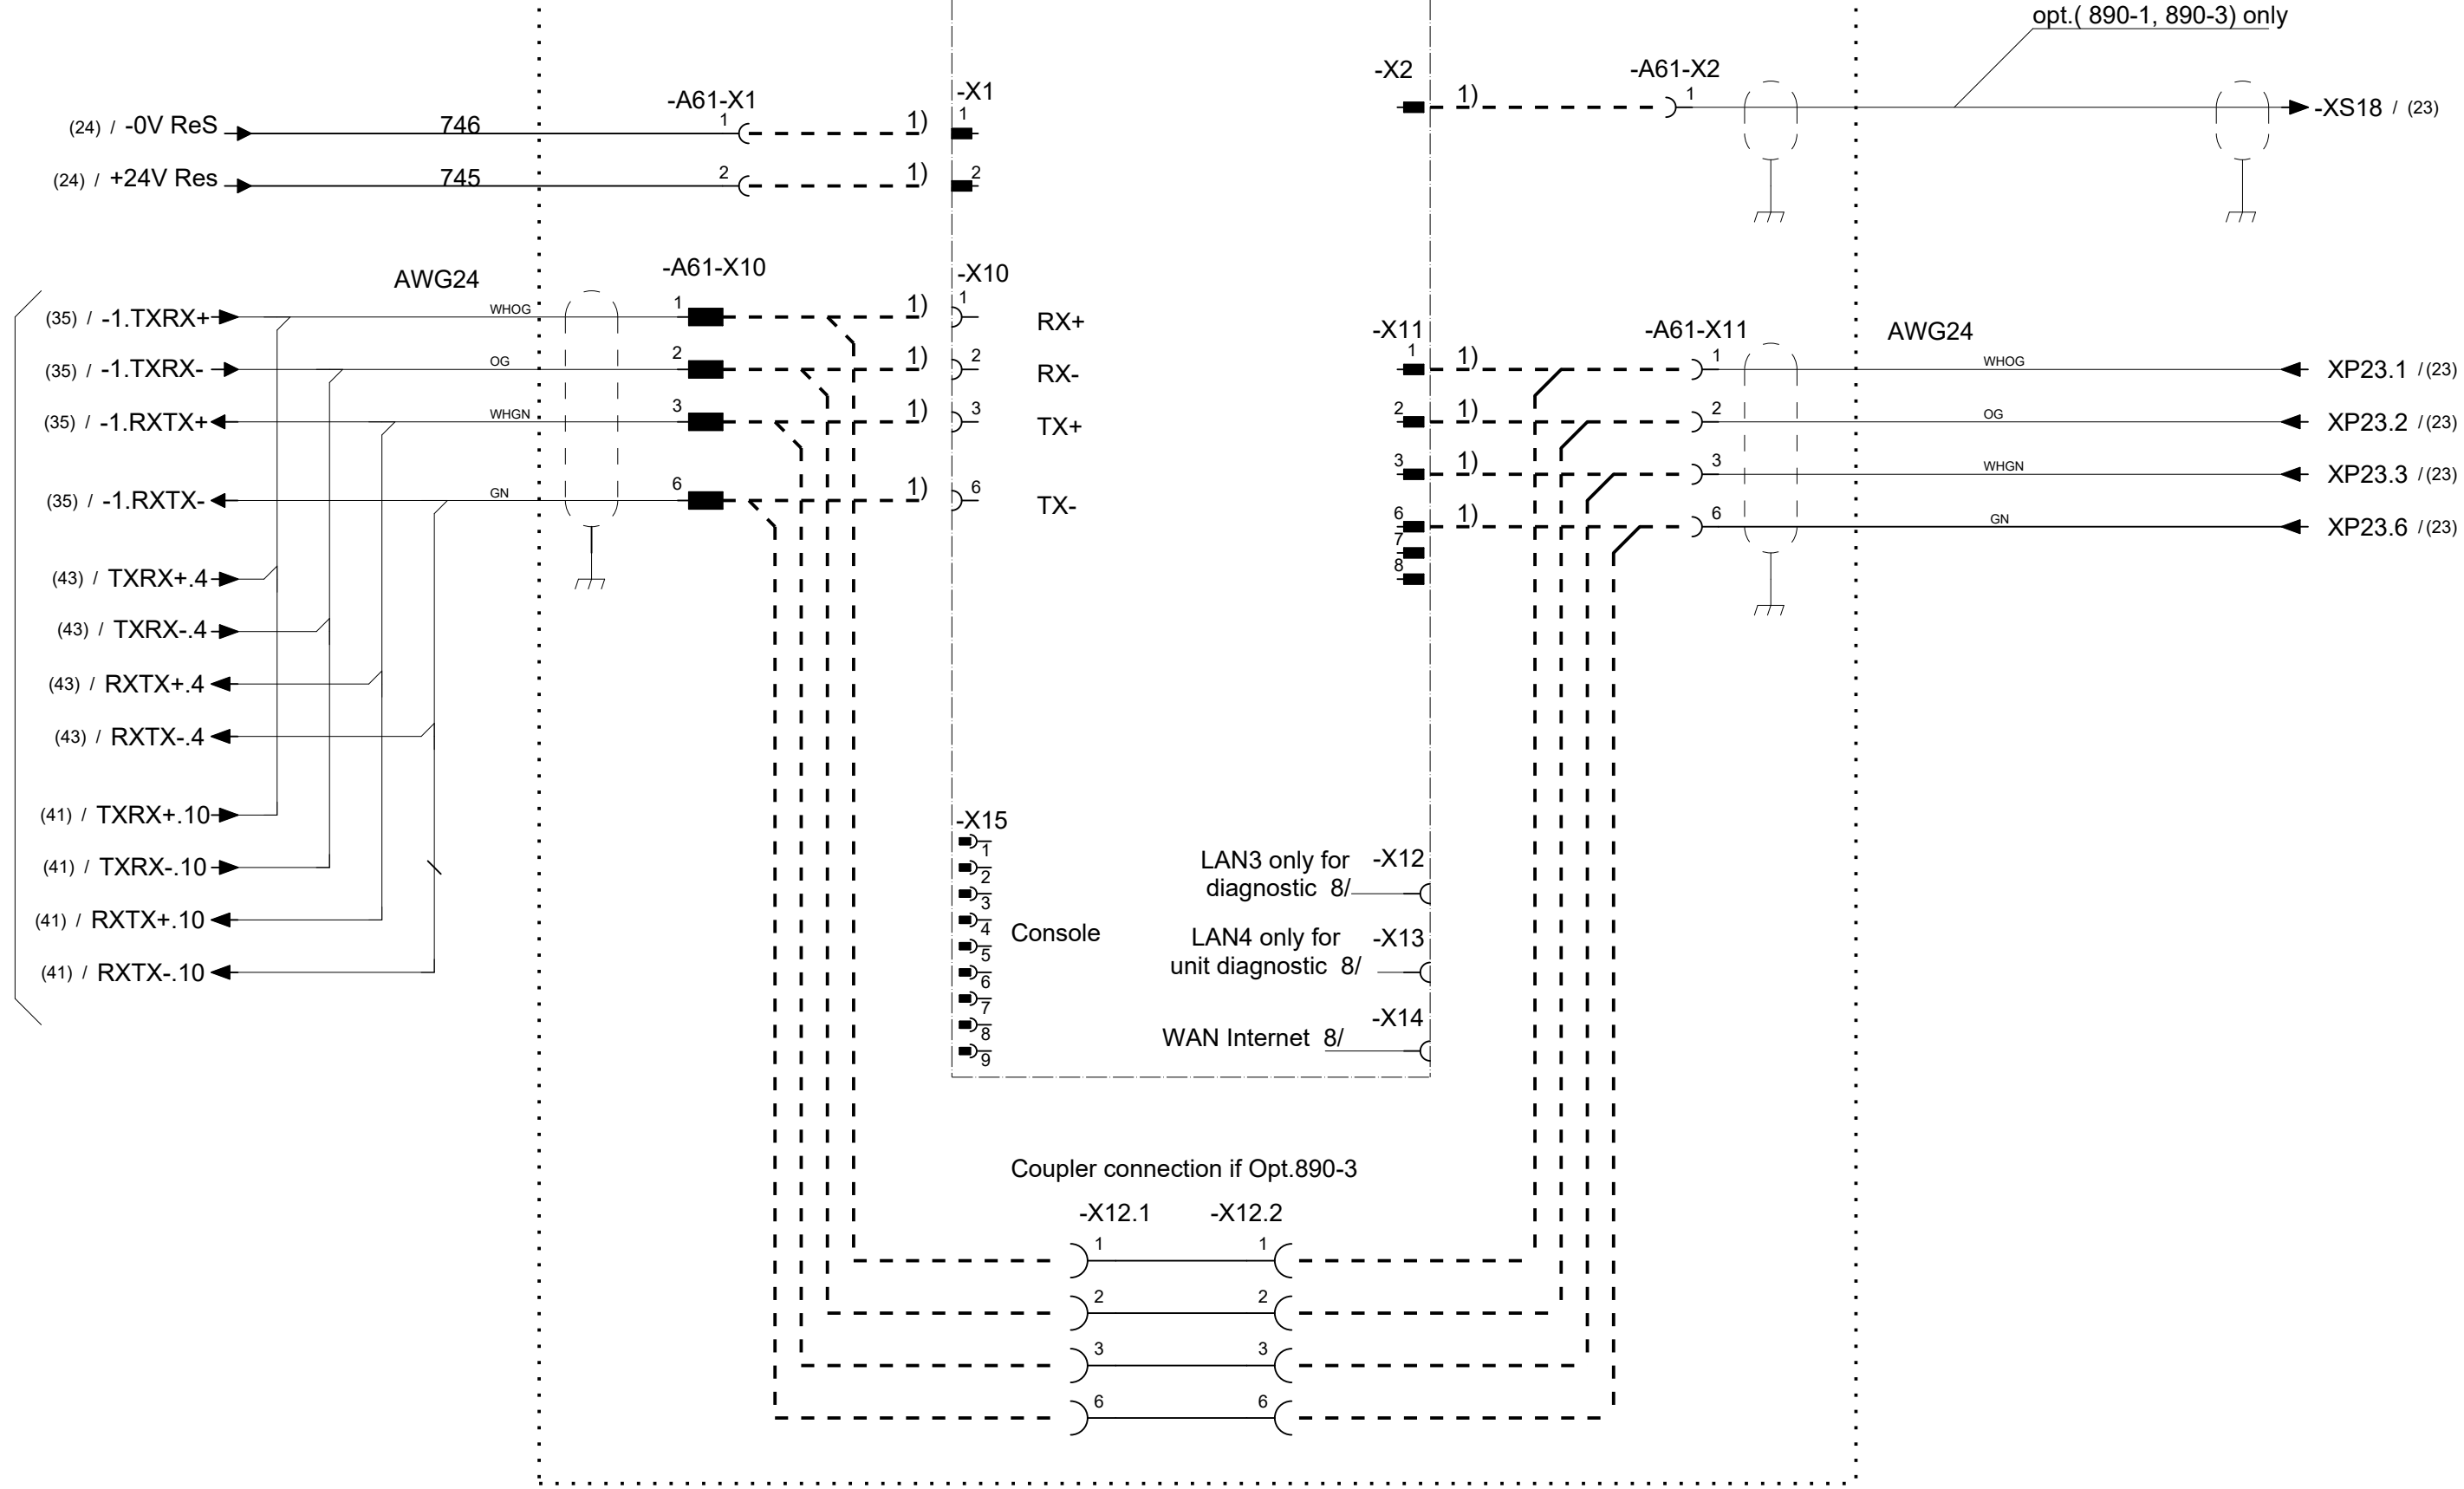 opt.( 890-1, 890-3) only
-X2
1)
-A61-X2
1
-XS18 / (23)
-A61-X1
-X1
(24) / -0V ReS
746
1
1)
1
(24) / +24V Res
745
2
1)
2
AWG24
-A61-X10
-X10
(35) / -1.TXRX+
WHOG
1
1)
1
RX+
(35) / -1.TXRX-
OG
2
1)
2
RX-
(35) / -1.RXTX+
WHGN
3
1)
3
TX+
(35) / -1.RXTX-
GN
6
1)
6
TX-
-X11
-A61-X11
AWG24
1
1)
1
WHOG
XP23.1 /(23)
2
1)
2
OG
XP23.2 /(23)
3
1)
3
WHGN
XP23.3 /(23)
6
1)
6
GN
XP23.6 /(23)
7
8
(43) / TXRX+.4
(43) / TXRX-.4
(43) / RXTX+.4
(43) / RXTX-.4
(41) / TXRX+.10
(41) / TXRX-.10
(41) / RXTX+.10
(41) / RXTX-.10
-X15
1
2
3
4
5
6
7
8
9
Console
LAN3 only for
diagnostic 8/
-X12
LAN4 only for
unit diagnostic 8/
-X13
WAN Internet 8/
-X14
Coupler connection if Opt.890-3
-X12.1
-X12.2
1
1
2
2
3
3
6
6